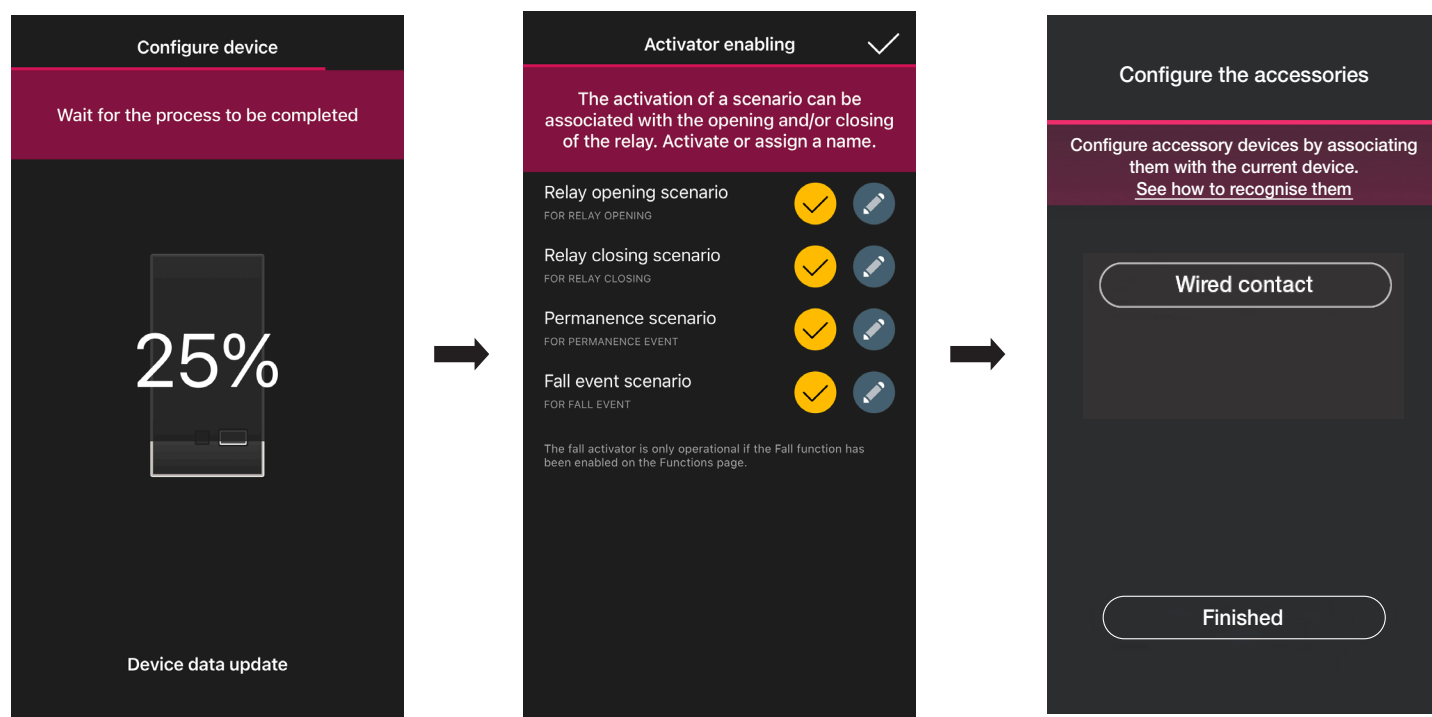 Configure device
Wait for the process to be completed
25%
Device data update
Activator enabling
The activation of a scenario can be
associated with the opening and/or closing
of the relay. Activate or assign a name.
Relay opening scenario
FOR RELAY OPENING
Relay closing scenario
FOR RELAY CLOSING
Permanence scenario
FOR PERMANENCE EVENT
Fall event scenario
FOR FALL EVENT
The fall activator is only operational if the Fall function has
been enabled on the Functions page.
Configure the accessories
Configure accessory devices by associating
them with the current device.
See how to recognise them
Wired contact
Finished